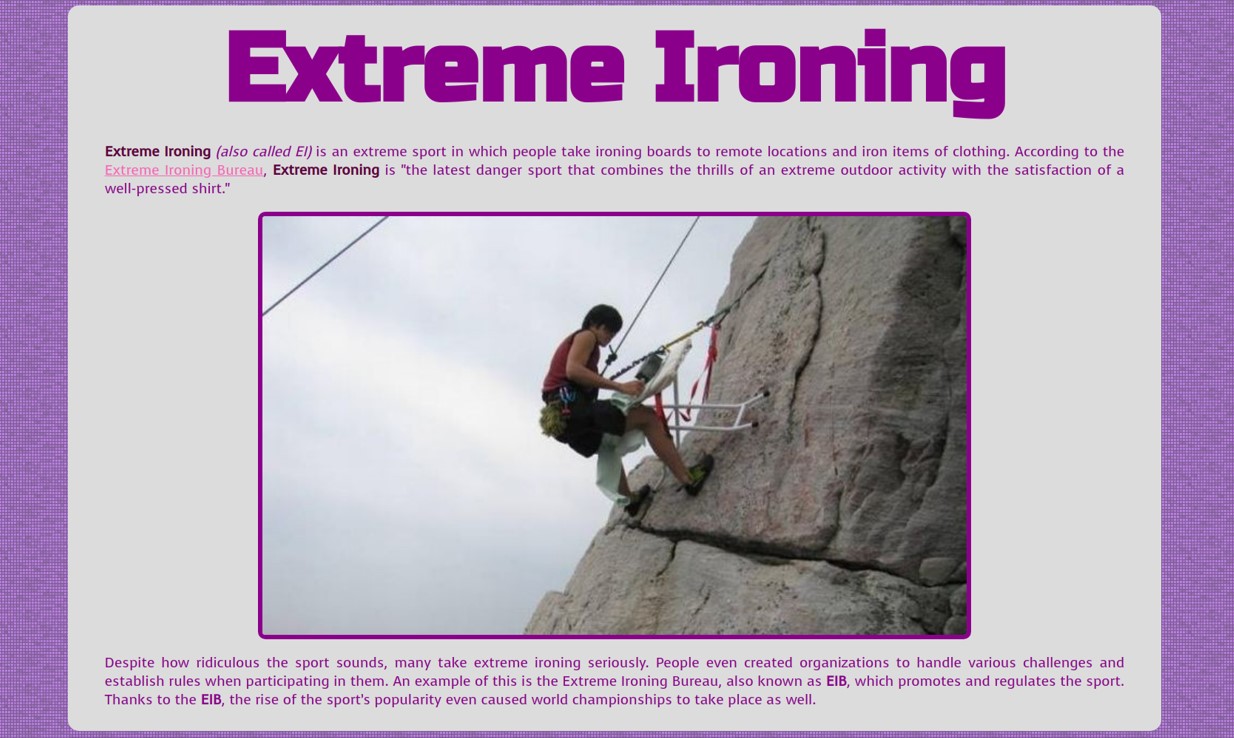 Extreme Ironing
Extreme Ironing (also called EI) is an extreme sport in which people take ironing boards to remote locations and iron items of clothing. According to the
Extreme Ironing Bureau, Extreme Ironing is "the latest danger sport that combines the thrills of an extreme outdoor activity with the satisfaction of a
well-pressed shirt."
Despite how ridiculous the sport sounds, many take extreme ironing seriously. People even created organizations to handle various challenges and
establish rules when participating in them. An example of this is the Extreme Ironing Bureau, also known as EIB, which promotes and regulates the sport.
Thanks to the EIB, the rise of the sport's popularity even caused world championships to take place as well.